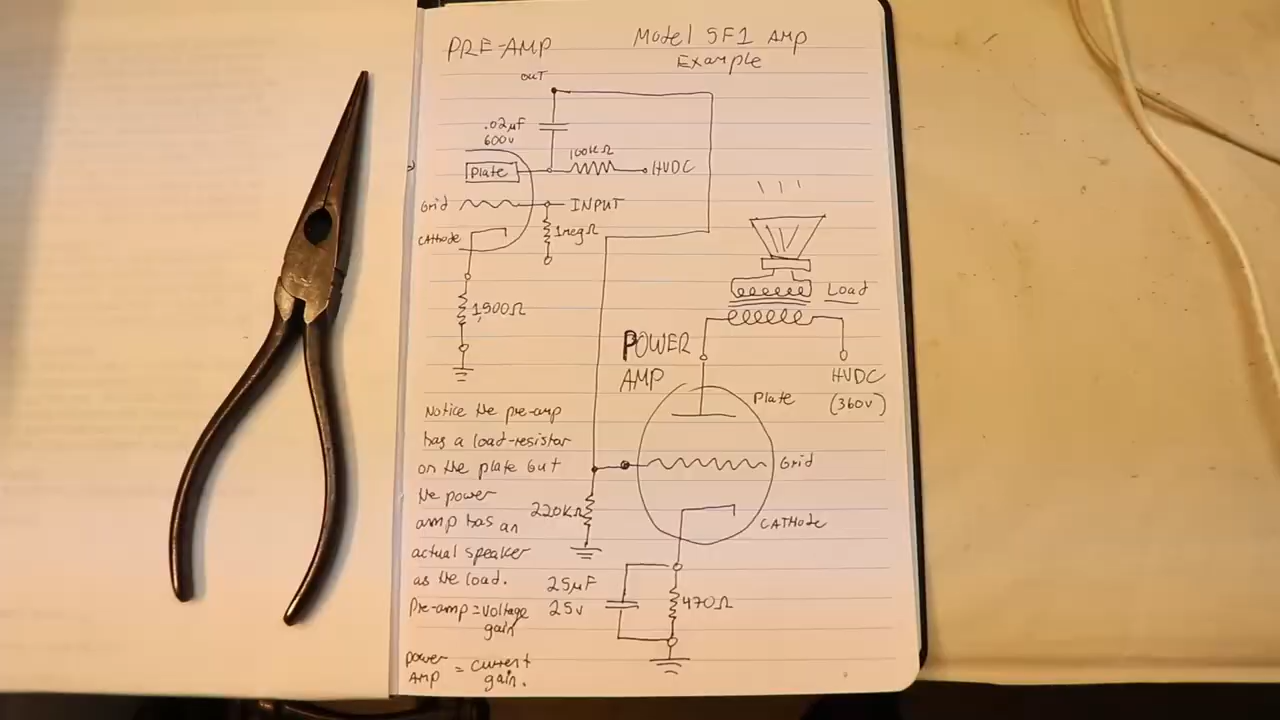 PRE-AMP
Model 5F1 AMP
Example
OUT
.02µF
600v
100KΩ
HVDC
Plate
Grid
INPUT
CATHode
1megΩ
1,500Ω
Load
POWER
AMP
HVDC
(360v)
Plate
Grid
CATHode
220KΩ
25µF
25v
470Ω
Notice the pre-amp
has a load-resistor
on the plate but
the power
amp has an
actual speaker
as the load.
Pre-amp = voltage
gain
power
AMP = current
gain.